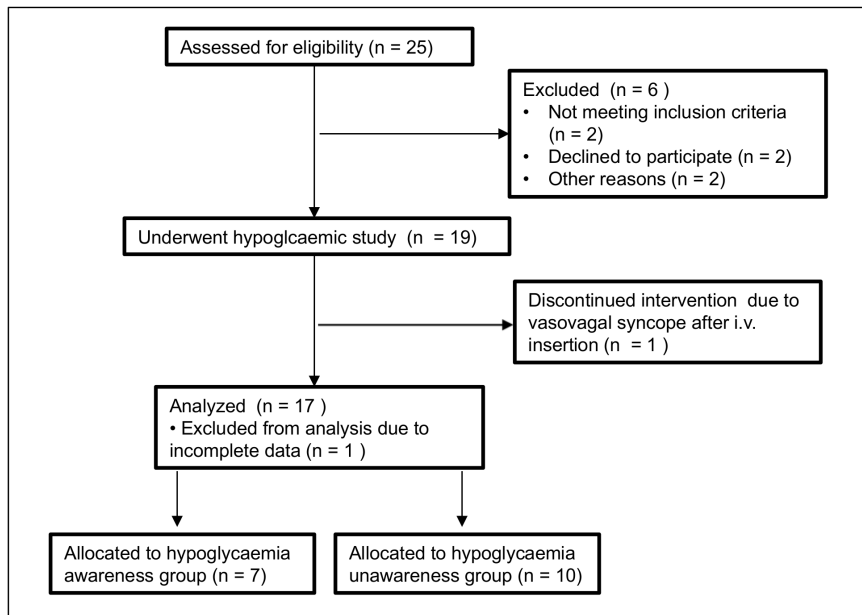 Assessed for eligibility (n = 25)
Excluded (n = 6 )
• Not meeting inclusion criteria
(n = 2)
• Declined to participate (n = 2)
• Other reasons (n = 2)
Underwent hypoglcaemic study (n = 19)
Discontinued intervention due to
vasovagal syncope after i.v.
insertion (n = 1 )
Analyzed (n = 17 )
• Excluded from analysis due to
incomplete data (n = 1 )
Allocated to hypoglycaemia
awareness group (n = 7)
Allocated to hypoglycaemia
unawareness group (n = 10)